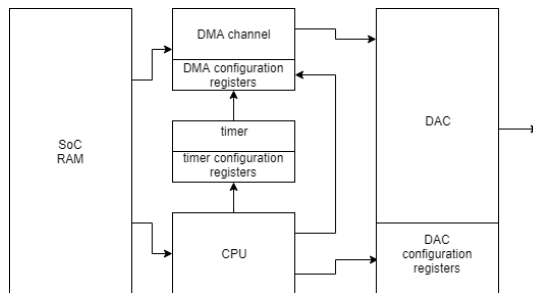 SoC
RAM
DMA channel
DMA configuration
registers
timer
timer configuration
registers
CPU
DAC
DAC
configuration
registers